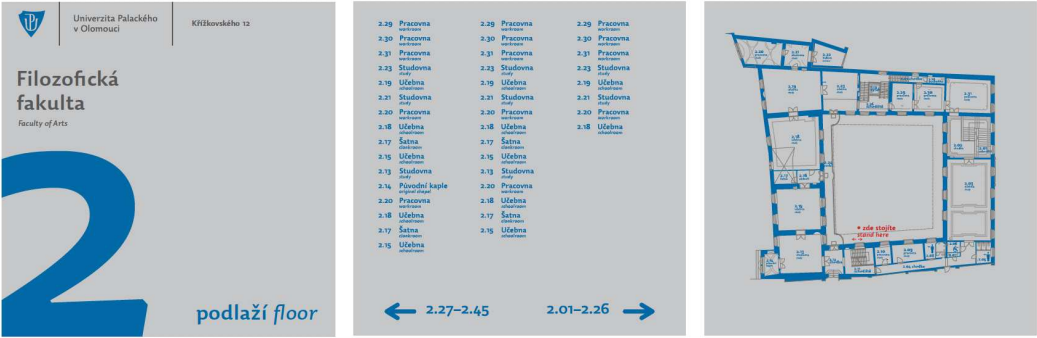 Univerzita Palackého
v Olomouci
Křížkovského 12
Filozofická
fakulta
Faculty of Arts
2
podlaží floor
2.29 Pracovna
workroom
2.30 Pracovna
workroom
2.31 Pracovna
workroom
2.23 Studovna
study
2.19 Učebna
schoolroom
2.21 Studovna
study
2.20 Pracovna
workroom
2.18 Učebna
schoolroom
2.17 Šatna
cloakroom
2.15 Učebna
schoolroom
2.13 Studovna
study
2.14 Původní kaple
original chapel
2.20 Pracovna
workroom
2.18 Učebna
schoolroom
2.17 Šatna
cloakroom
2.15 Učebna
schoolroom
2.29 Pracovna
workroom
2.30 Pracovna
workroom
2.31 Pracovna
workroom
2.23 Studovna
study
2.19 Učebna
schoolroom
2.21 Studovna
study
2.20 Pracovna
workroom
2.18 Učebna
schoolroom
2.17 Šatna
cloakroom
2.15 Učebna
schoolroom
2.13 Studovna
study
2.20 Pracovna
workroom
2.18 Učebna
schoolroom
2.17 Šatna
cloakroom
2.15 Učebna
schoolroom
2.29 Pracovna
workroom
2.30 Pracovna
workroom
2.31 Pracovna
workroom
2.23 Studovna
study
2.19 Učebna
schoolroom
2.21 Studovna
study
2.20 Pracovna
workroom
2.18 Učebna
schoolroom
2.27–2.45
2.01–2.26
zde stojíte
stand here